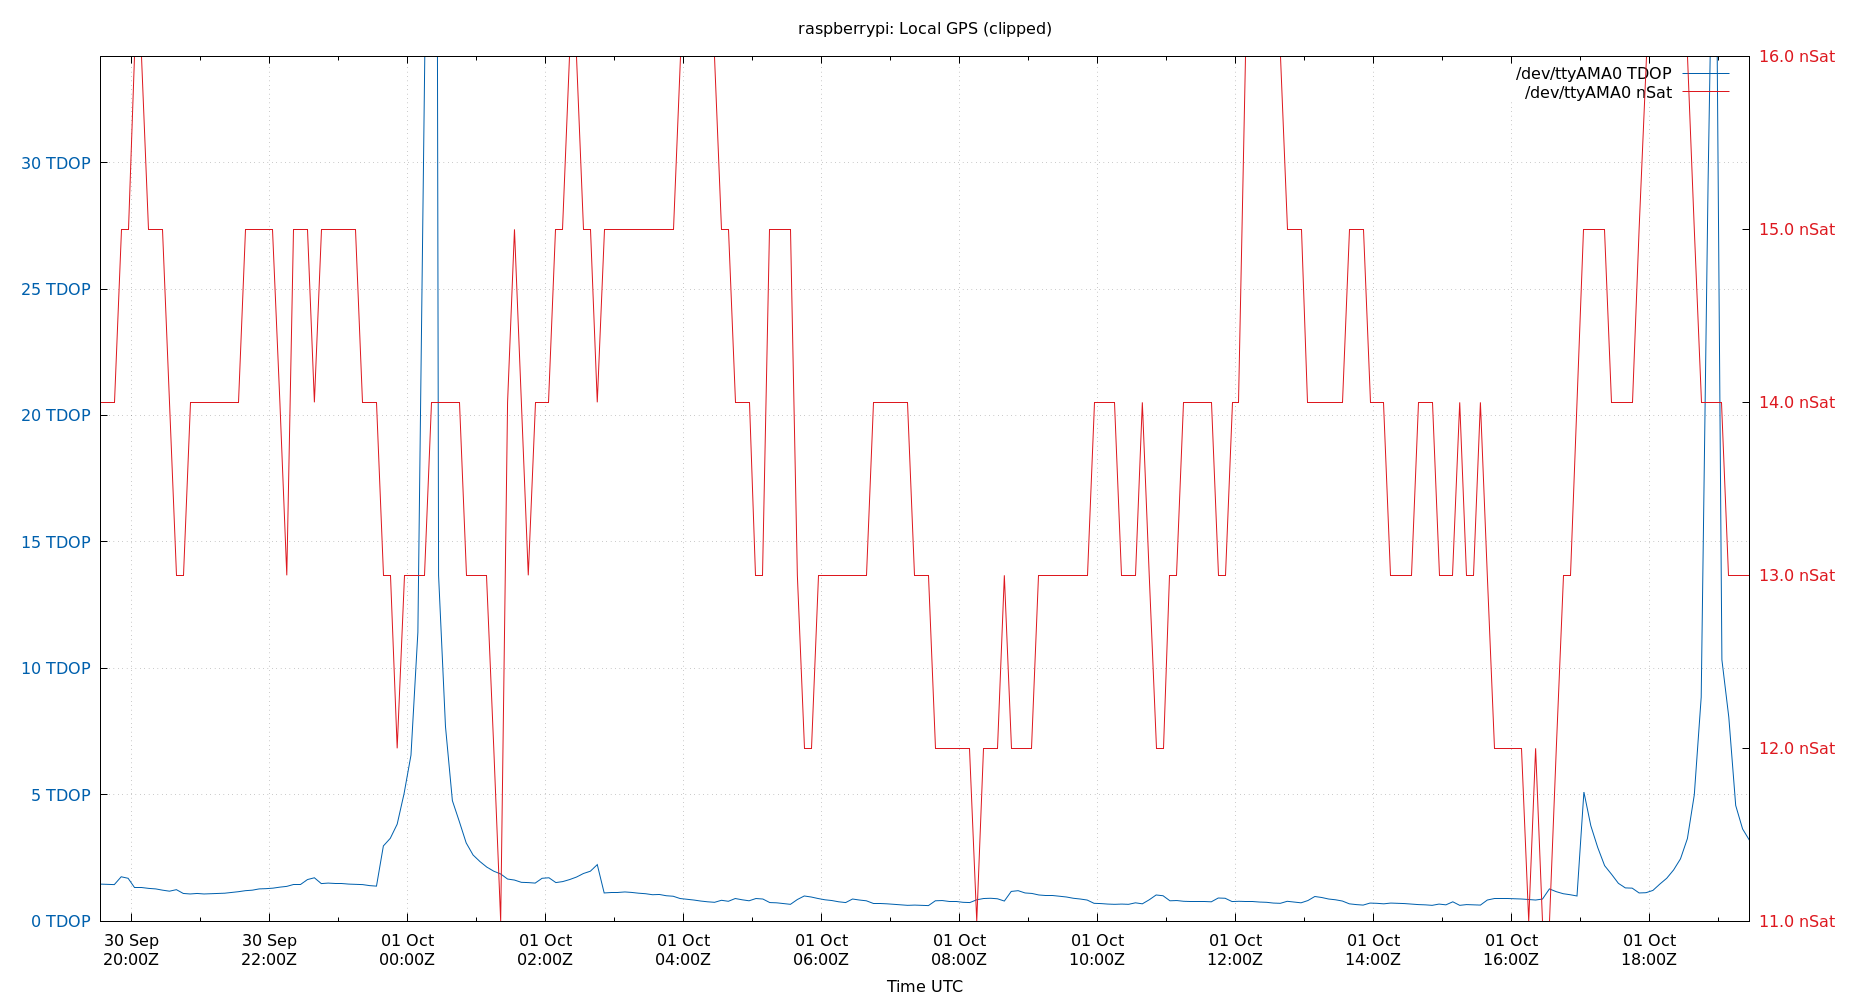 raspberrypi: Local GPS (clipped)
/dev/ttyAMA0 TDOP
/dev/ttyAMA0 nSat
30 TDOP
25 TDOP
20 TDOP
15 TDOP
10 TDOP
5 TDOP
0 TDOP
16.0 nSat
15.0 nSat
14.0 nSat
13.0 nSat
12.0 nSat
11.0 nSat
30 Sep
20:00Z
30 Sep
22:00Z
01 Oct
00:00Z
01 Oct
02:00Z
01 Oct
04:00Z
01 Oct
06:00Z
01 Oct
08:00Z
01 Oct
10:00Z
01 Oct
12:00Z
01 Oct
14:00Z
01 Oct
16:00Z
01 Oct
18:00Z
Time UTC